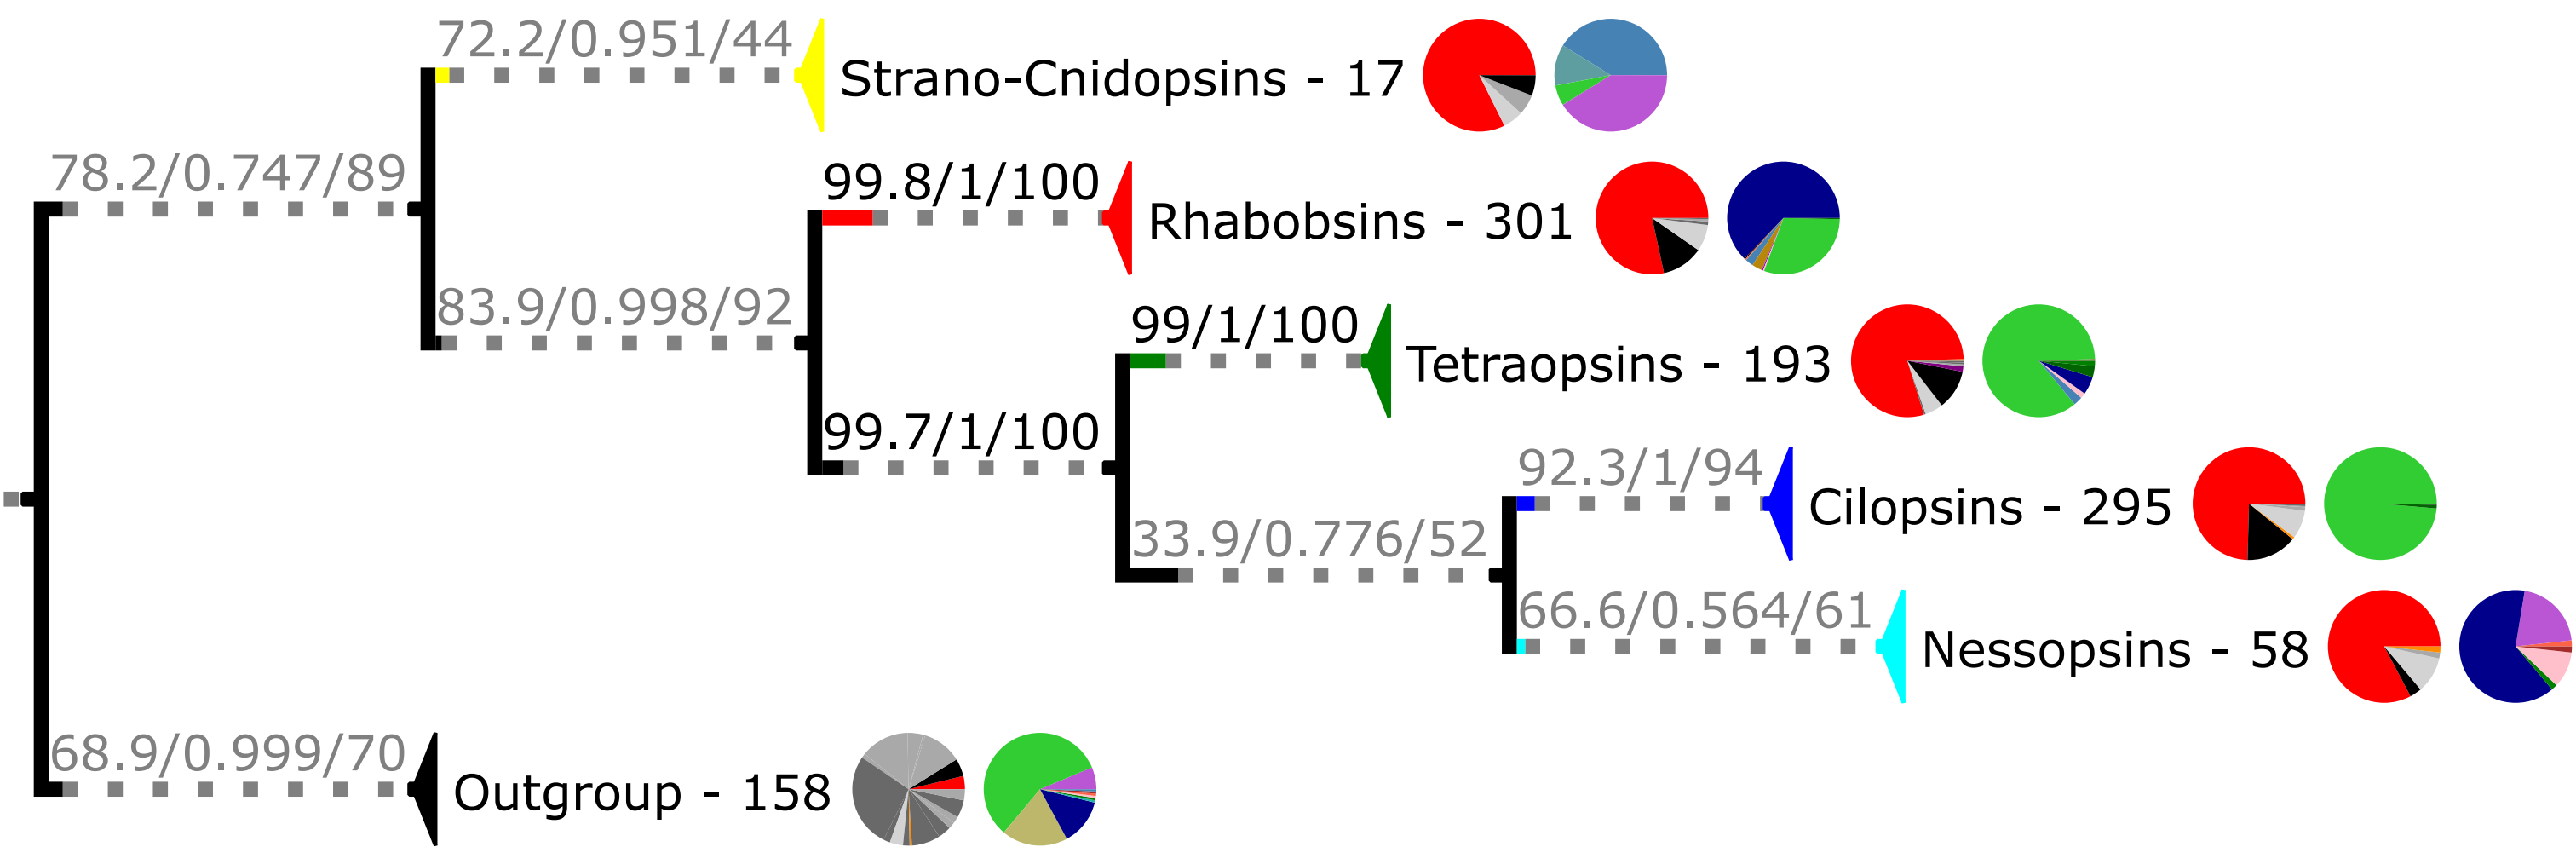 72.2/0.951/44
Strano-Cnidopsins - 17
78.2/0.747/89
99.8/1/100
Rhabobsins - 301
83.9/0.998/92
99/1/100
Tetraopsins - 193
99.7/1/100
92.3/1/94
Cilopsins - 295
33.9/0.776/52
66.6/0.564/61
Nessopsins - 58
68.9/0.999/70
Outgroup - 158